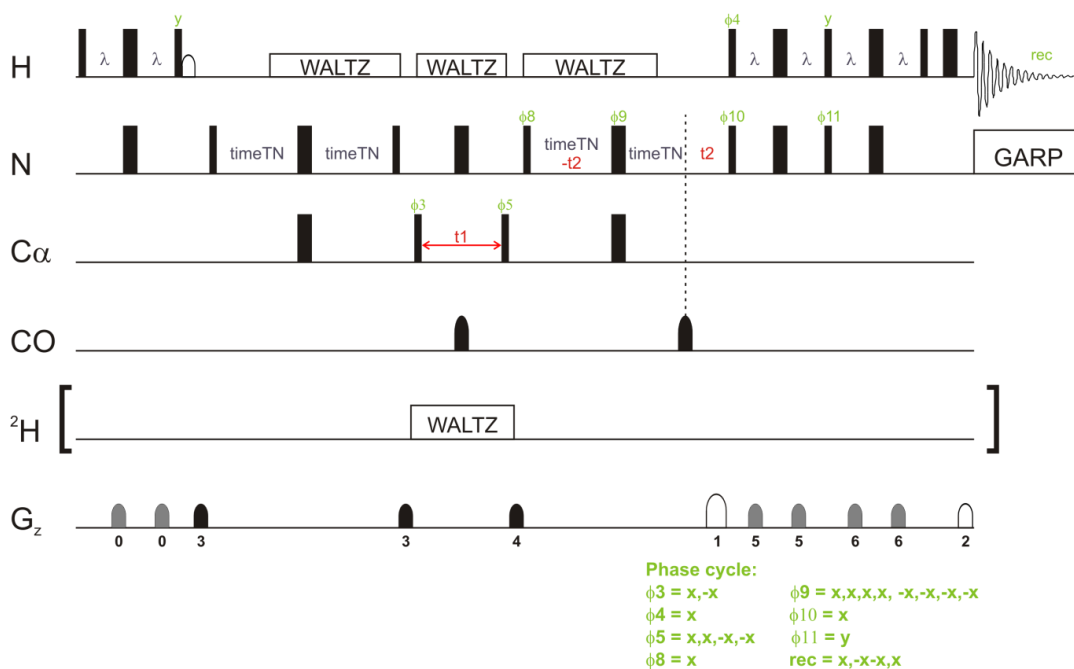 y ϕ4 y
H λ λ WALTZ WALTZ WALTZ λ λ λ λ rec
ϕ8 ϕ9 ϕ10 ϕ11
N timeTN timeTN timeTN timeTN t2 GARP
-t2
ϕ3 ϕ5
Cα t1
CO
²H [ WALTZ ]
Gz
0 0 3 3 4 1 5 5 6 6 2
Phase cycle:
ϕ3 = x,-x ϕ9 = x,x,x,x, -x,-x,-x,-x
ϕ4 = x ϕ10 = x
ϕ5 = x,x,-x,-x ϕ11 = y
ϕ8 = x rec = x,-x-x,x